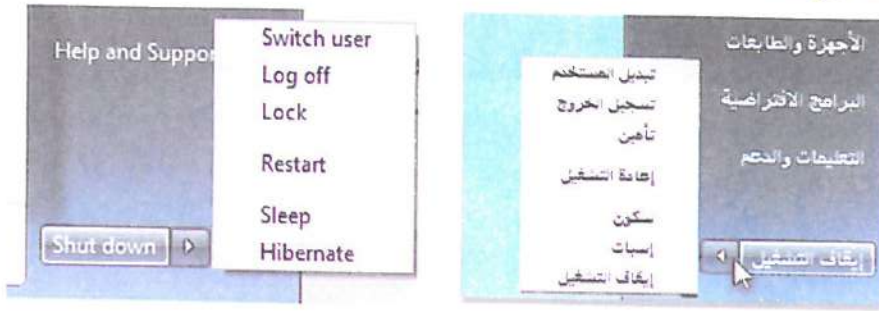 Help and Suppor
Shut down
Switch user
Log off
Lock
Restart
Sleep
Hibernate
الأجهزة والطابعات
البرامج الافتراضية
التعليمات والدعم
إيقاف التشغيل
تبديل المستخدم
تسجيل الخروج
تأمين
إعادة التشغيل
سكون
إسبات
إيقاف التشغيل